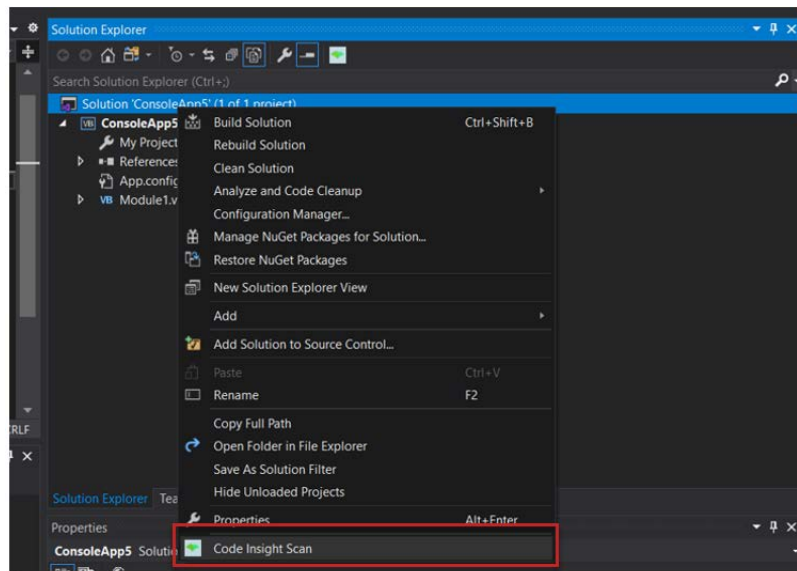 Solution Explorer
Search Solution Explorer (Ctrl+;)
Solution 'ConsoleApp5' (1 of 1 project)
VB ConsoleApp5
My Project
References
App.config
VB Module1.v
Build Solution Ctrl+Shift+B
Rebuild Solution
Clean Solution
Analyze and Code Cleanup
Configuration Manager...
Manage NuGet Packages for Solution...
Restore NuGet Packages
New Solution Explorer View
Add
Add Solution to Source Control...
Paste Ctrl+V
Rename F2
Copy Full Path
Open Folder in File Explorer
Save As Solution Filter
Hide Unloaded Projects
Properties Alt+Enter
Code Insight Scan
CRLF
Solution Explorer Tea
Properties
ConsoleApp5 Solutio